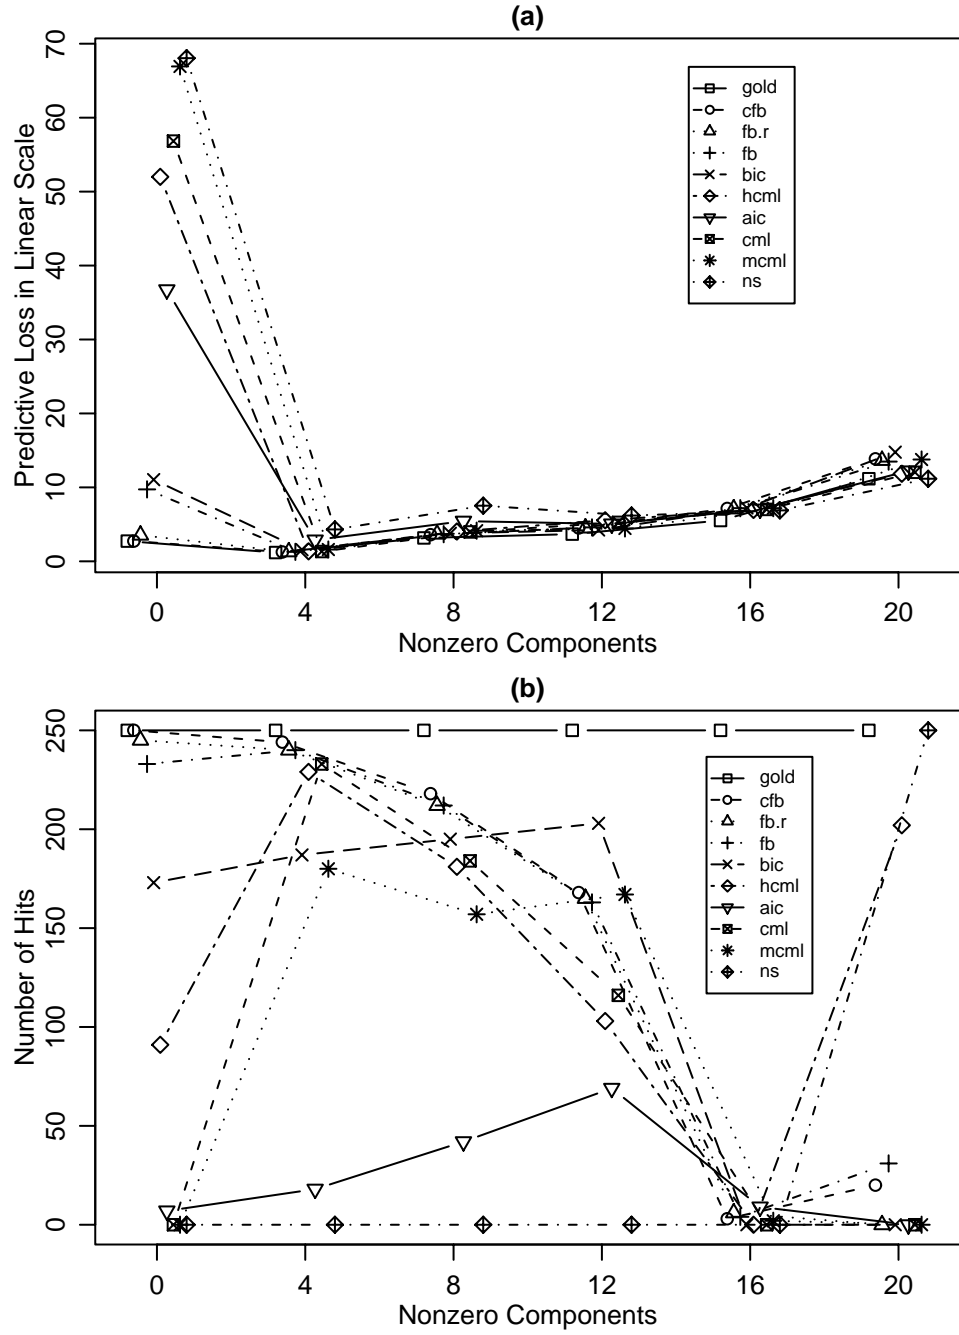 (a)
Predictive Loss in Linear Scale
70
60
50
40
30
20
10
0
gold
cfb
fb.r
fb
bic
hcml
aic
cml
mcml
ns
0 4 8 12 16 20
Nonzero Components
(b)
Number of Hits
250
200
150
100
50
0
gold
cfb
fb.r
fb
bic
hcml
aic
cml
mcml
ns
0 4 8 12 16 20
Nonzero Components